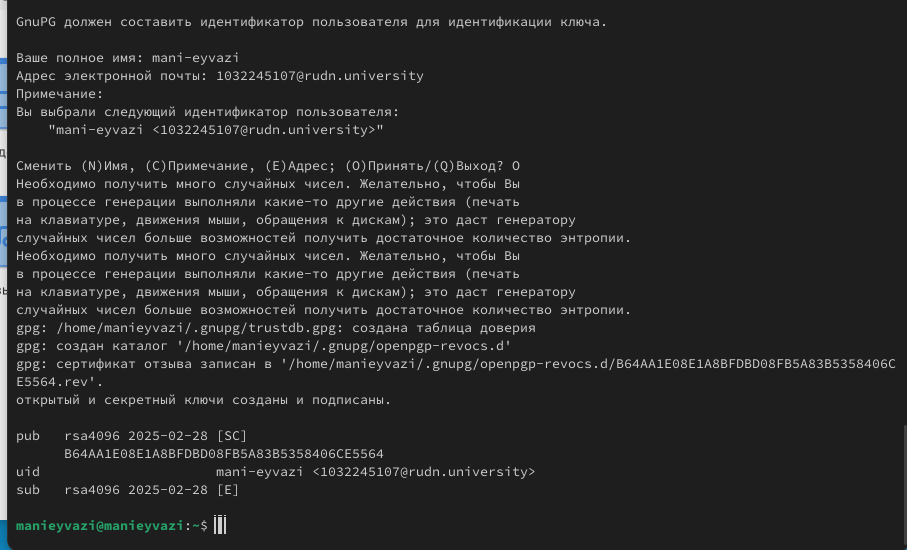 GnuPG должен составить идентификатор пользователя для идентификации ключа.
Ваше полное имя: mani-eyvazi
Адрес электронной почты: 1032245107@rudn.university
Примечание:
Вы выбрали следующий идентификатор пользователя:
"mani-eyvazi <1032245107@rudn.university>"
Сменить (N)Имя, (C)Примечание, (E)Адрес; (O)Принять/(Q)Выход? O
Необходимо получить много случайных чисел. Желательно, чтобы Вы
в процессе генерации выполняли какие-то другие действия (печать
на клавиатуре, движения мыши, обращения к дискам); это даст генератору
случайных чисел больше возможностей получить достаточное количество энтропии.
Необходимо получить много случайных чисел. Желательно, чтобы Вы
в процессе генерации выполняли какие-то другие действия (печать
на клавиатуре, движения мыши, обращения к дискам); это даст генератору
случайных чисел больше возможностей получить достаточное количество энтропии.
gpg: /home/manieyvazi/.gnupg/trustdb.gpg: создана таблица доверия
gpg: создан каталог '/home/manieyvazi/.gnupg/openpgp-revocs.d'
gpg: сертификат отзыва записан в '/home/manieyvazi/.gnupg/openpgp-revocs.d/B64AA1E08E1A8BFDBD08FB5A83B5358406C
E5564.rev'.
открытый и секретный ключи созданы и подписаны.
pub   rsa4096 2025-02-28 [SC]
B64AA1E08E1A8BFDBD08FB5A83B5358406CE5564
uid                      mani-eyvazi <1032245107@rudn.university>
sub   rsa4096 2025-02-28 [E]
manieyvazi@manieyvazi:~$